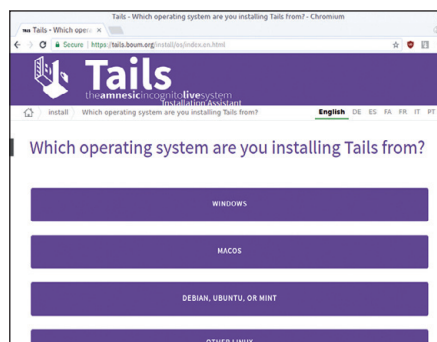 Tails - Which operating system are you installing Tails from? - Chromium
Tails - Which opera
Secure https://tails.boum.org/install/os/index.en.html
Tails
theamnesicincognitolivesystem
Installation Assistant
install Which operating system are you installing Tails from? English DE ES FA FR IT PT
Which operating system are you installing Tails from?
WINDOWS
MACOS
DEBIAN, UBUNTU, OR MINT
OTHER LINUX